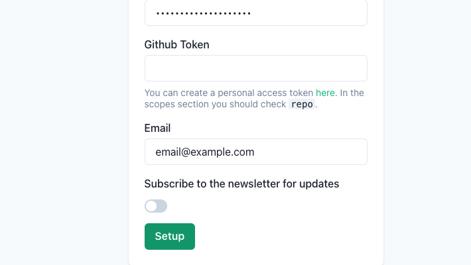 ••••••••••••••••••••
Github Token
You can create a personal access token here. In the
scopes section you should check repo.
Email
email@example.com
Subscribe to the newsletter for updates
Setup